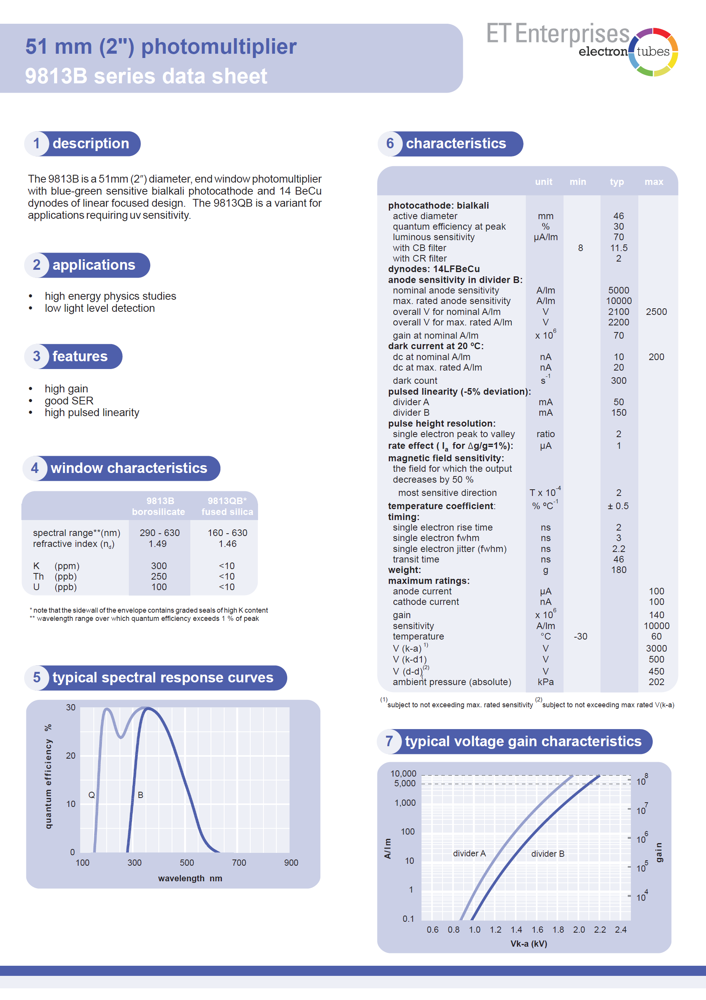 51 mm (2") photomultiplier
9813B series data sheet
ET Enterprises
electron tubes
1 description
The 9813B is a 51mm (2″) diameter, end window photomultiplier
with blue-green sensitive bialkali photocathode and 14 BeCu
dynodes of linear focused design. The 9813QB is a variant for
applications requiring uv sensitivity.
2 applications
• high energy physics studies
• low light level detection
3 features
• high gain
• good SER
• high pulsed linearity
4 window characteristics
9813B 9813QB*
borosilicate fused silica
spectral range**(nm) 290 - 630 160 - 630
refractive index (nd) 1.49 1.46
K (ppm) 300 <10
Th (ppb) 250 <10
U (ppb) 100 <10
* note that the sidewall of the envelope contains graded seals of high K content
** wavelength range over which quantum efficiency exceeds 1 % of peak
5 typical spectral response curves
quantum efficiency %
30
20
10
0
Q B
100 300 500 700 900
wavelength nm
6 characteristics
unit min typ max
photocathode: bialkali
active diameter mm 46
quantum efficiency at peak % 30
luminous sensitivity µA/lm 70
with CB filter 8 11.5
with CR filter 2
dynodes: 14LFBeCu
anode sensitivity in divider B:
nominal anode sensitivity A/lm 5000
max. rated anode sensitivity A/lm 10000
overall V for nominal A/lm V 2100 2500
overall V for max. rated A/lm V 2200
gain at nominal A/lm x 10⁶ 70
dark current at 20 ºC:
dc at nominal A/lm nA 10 200
dc at max. rated A/lm nA 20
dark count s⁻¹ 300
pulsed linearity (-5% deviation):
divider A mA 50
divider B mA 150
pulse height resolution:
single electron peak to valley ratio 2
rate effect ( Ia for Δg/g=1%): µA 1
magnetic field sensitivity:
the field for which the output
decreases by 50 %
most sensitive direction T x 10⁻⁴ 2
temperature coefficient: % ºC⁻¹ ± 0.5
timing:
single electron rise time ns 2
single electron fwhm ns 3
single electron jitter (fwhm) ns 2.2
transit time ns 46
weight: g 180
maximum ratings:
anode current µA 100
cathode current nA 100
gain x 10⁶ 140
sensitivity A/lm 10000
temperature °C -30 60
V (k-a) ¹⁾ V 3000
V (k-d1) V 500
V (d-d)⁽²⁾ V 450
ambient pressure (absolute) kPa 202
⁽¹⁾subject to not exceeding max. rated sensitivity ⁽²⁾subject to not exceeding max rated V(k-a)
7 typical voltage gain characteristics
A/lm
10,000
5,000
1,000
100
10
1
0.1
divider A divider B
10⁸
10⁷
10⁶
10⁵
10⁴
gain
0.6 0.8 1.0 1.2 1.4 1.6 1.8 2.0 2.2 2.4
Vk-a (kV)